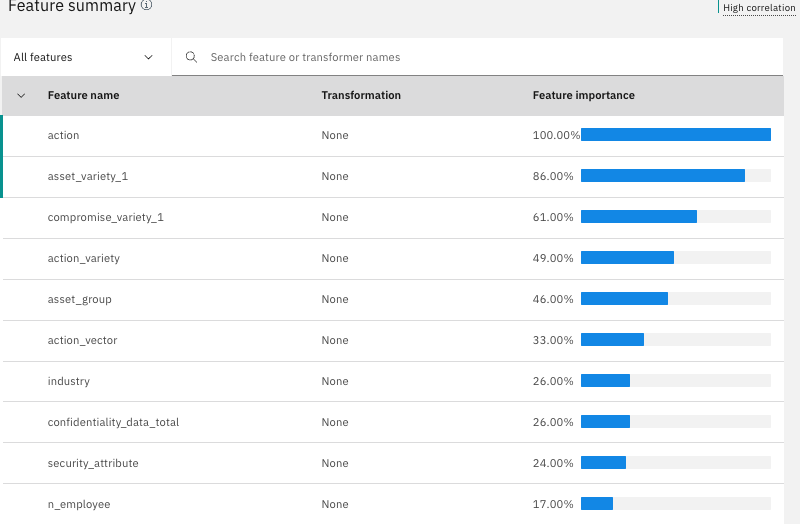 Feature summary
High correlation
All features Search feature or transformer names
Feature name Transformation Feature importance
action None 100.00%
asset_variety_1 None 86.00%
compromise_variety_1 None 61.00%
action_variety None 49.00%
asset_group None 46.00%
action_vector None 33.00%
industry None 26.00%
confidentiality_data_total None 26.00%
security_attribute None 24.00%
n_employee None 17.00%